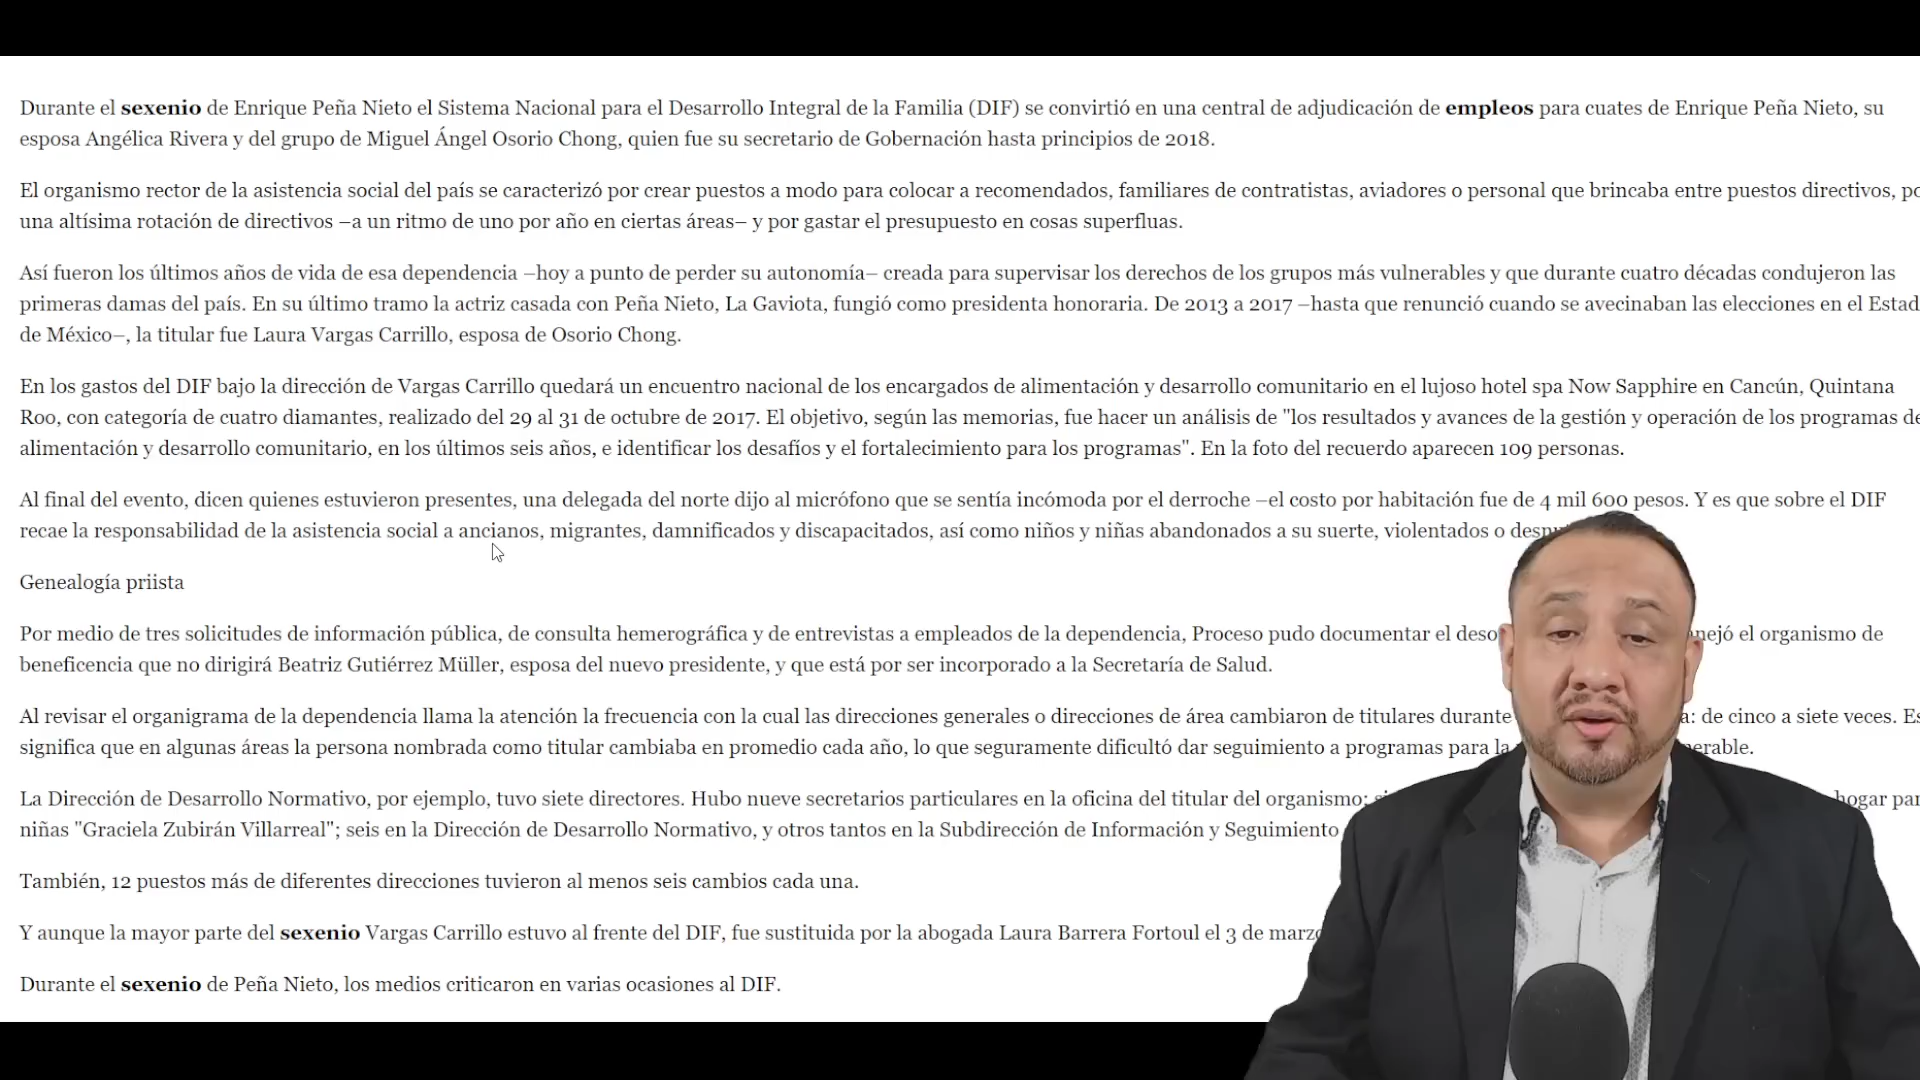 Durante el sexenio de Enrique Peña Nieto el Sistema Nacional para el Desarrollo Integral de la Familia (DIF) se convirtió en una central de adjudicación de empleos para cuates de Enrique Peña Nieto, su
esposa Angélica Rivera y del grupo de Miguel Ángel Osorio Chong, quien fue su secretario de Gobernación hasta principios de 2018.
El organismo rector de la asistencia social del país se caracterizó por crear puestos a modo para colocar a recomendados, familiares de contratistas, aviadores o personal que brincaba entre puestos directivos,
una altísima rotación de directivos –a un ritmo de uno por año en ciertas áreas– y por gastar el presupuesto en cosas superfluas.
Así fueron los últimos años de vida de esa dependencia –hoy a punto de perder su autonomía– creada para supervisar los derechos de los grupos más vulnerables y que durante cuatro décadas condujeron las
primeras damas del país. En su último tramo la actriz casada con Peña Nieto, La Gaviota, fungió como presidenta honoraria. De 2013 a 2017 –hasta que renunció cuando se avecinaban las elecciones en el
de México–, la titular fue Laura Vargas Carrillo, esposa de Osorio Chong.
En los gastos del DIF bajo la dirección de Vargas Carrillo quedará un encuentro nacional de los encargados de alimentación y desarrollo comunitario en el lujoso hotel spa Now Sapphire en Cancún, Quintana
Roo, con categoría de cuatro diamantes, realizado del 29 al 31 de octubre de 2017. El objetivo, según las memorias, fue hacer un análisis de "los resultados y avances de la gestión y operación de los programas de
alimentación y desarrollo comunitario, en los últimos seis años, e identificar los desafíos y el fortalecimiento para los programas". En la foto del recuerdo aparecen 109 personas.
Al final del evento, dicen quienes estuvieron presentes, una delegada del norte dijo al micrófono que se sentía incómoda por el derroche –el costo por habitación fue de 4 mil 600 pesos. Y es que sobre el DIF
recae la responsabilidad de la asistencia social a ancianos, migrantes, damnificados y discapacitados, así como niños y niñas abandonados a su suerte, violentados o
Genealogía priista
Por medio de tres solicitudes de información pública, de consulta hemerográfica y de entrevistas a empleados de la dependencia, Proceso pudo documentar el el organismo de
beneficencia que no dirigirá Beatriz Gutiérrez Müller, esposa del nuevo presidente, y que está por ser incorporado a la Secretaría de Salud.
Al revisar el organigrama de la dependencia llama la atención la frecuencia con la cual las direcciones generales o direcciones de área cambiaron de titulares durante de cinco a siete veces.
significa que en algunas áreas la persona nombrada como titular cambiaba en promedio cada año, lo que seguramente dificultó dar seguimiento a programas para la
La Dirección de Desarrollo Normativo, por ejemplo, tuvo siete directores. Hubo nueve secretarios particulares en la oficina del titular del organismo; hogar
niñas "Graciela Zubirán Villarreal"; seis en la Dirección de Desarrollo Normativo, y otros tantos en la Subdirección de Información y Seguimiento
También, 12 puestos más de diferentes direcciones tuvieron al menos seis cambios cada una.
Y aunque la mayor parte del sexenio Vargas Carrillo estuvo al frente del DIF, fue sustituida por la abogada Laura Barrera Fortoul el 3 de marzo
Durante el sexenio de Peña Nieto, los medios criticaron en varias ocasiones al DIF.